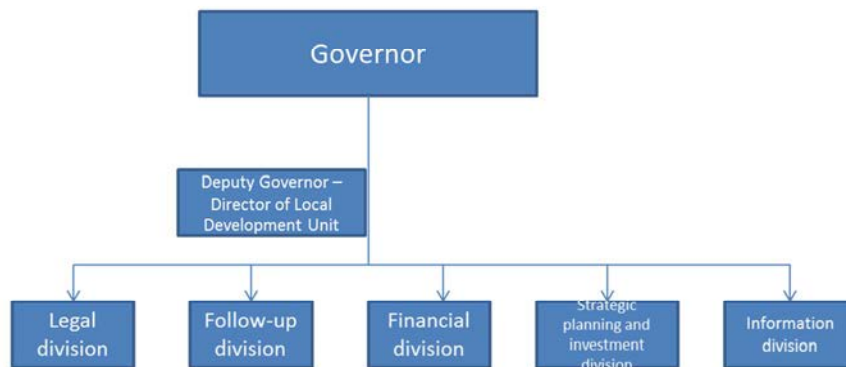 Governor
Deputy Governor –
Director of Local
Development Unit
Legal
division
Follow-up
division
Financial
division
Strategic
planning and
investment
division
Information
division